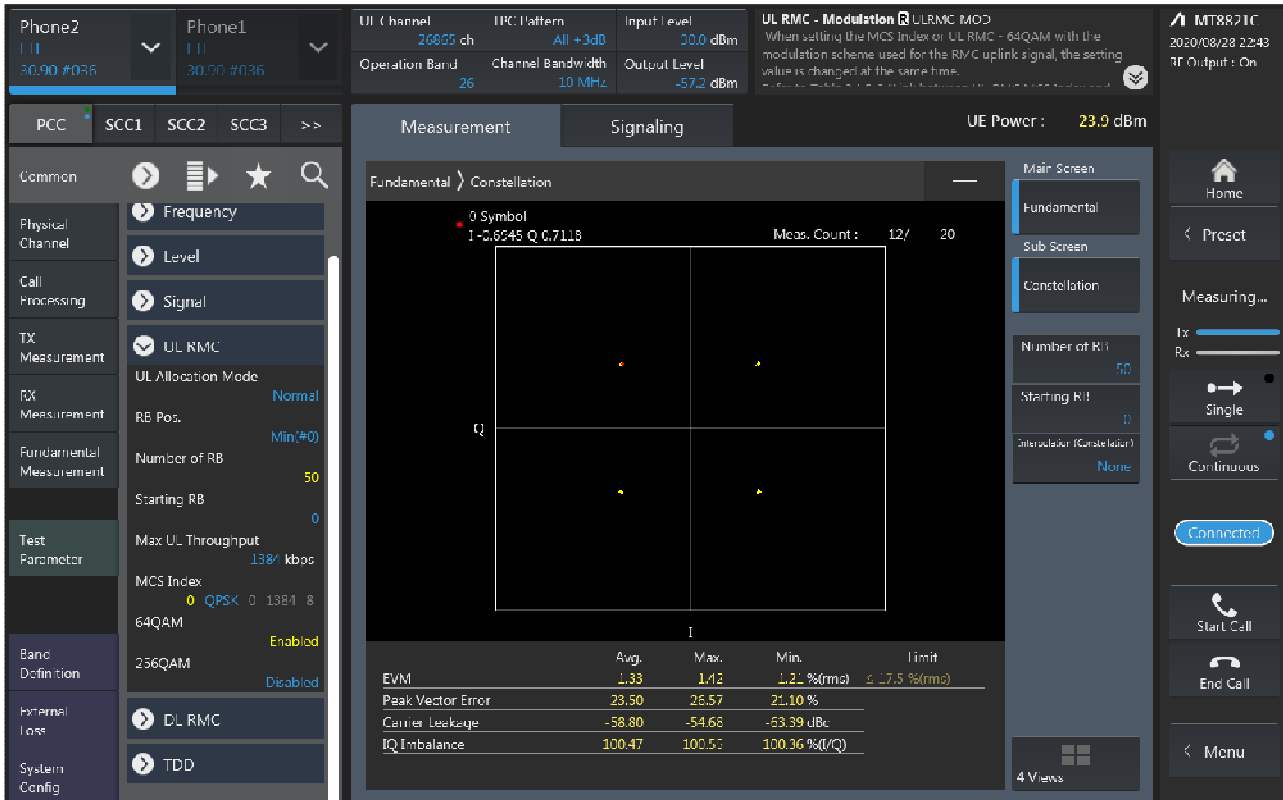 Phone2
30.90 #036
Phone1
30.90 #036
UL Channel
26865 ch
TPC Pattern
All +3dB
Input Level
30.0 dBm
Operation Band
26
Channel Bandwidth
10 MHz
Output Level
-57.2 dBm
UL RMC - Modulation R ULRMC_MOD
When setting the MCS Index or UL RMC - 64QAM with the
modulation scheme used for the RMC uplink signal, the setting
value is changed at the same time.
MT8821C
2020/08/28 22:43
RF Output : On
PCC
SCC1
SCC2
SCC3
>>
Measurement
Signaling
UE Power : 23.9 dBm
Common
Physical
Channel
Call
Processing
TX
Measurement
RX
Measurement
Fundamental
Measurement
Test
Parameter
Band
Definition
External
Loss
System
Config
Frequency
Level
Signal
UL RMC
UL Allocation Mode
Normal
RB Pos.
Min(#0)
Number of RB
50
Starting RB
0
Max UL Throughput
1384 kbps
MCS Index
0 QPSK 0 1384 8
64QAM
Enabled
256QAM
Disabled
DL RMC
TDD
Fundamental > Constellation
0 Symbol
I -0.6545 Q 0.7118
Meas. Count : 12/ 20
Q
I
Avg. Max. Min. Limit
EVM 1.33 1.42 1.21 %(rms) ≤ 17.5 %(rms)
Peak Vector Error 23.50 26.57 21.10 %
Carrier Leakage -58.80 -54.68 -63.39 dBc
IQ Imbalance 100.47 100.55 100.36 %(I/Q)
Main Screen
Fundamental
Sub Screen
Constellation
Number of RB
50
Starting RB
0
Interpolation (Constellation)
None
4 Views
Home
< Preset
Measuring...
Tx
Rx
Single
Continuous
Connected
Start Call
End Call
< Menu